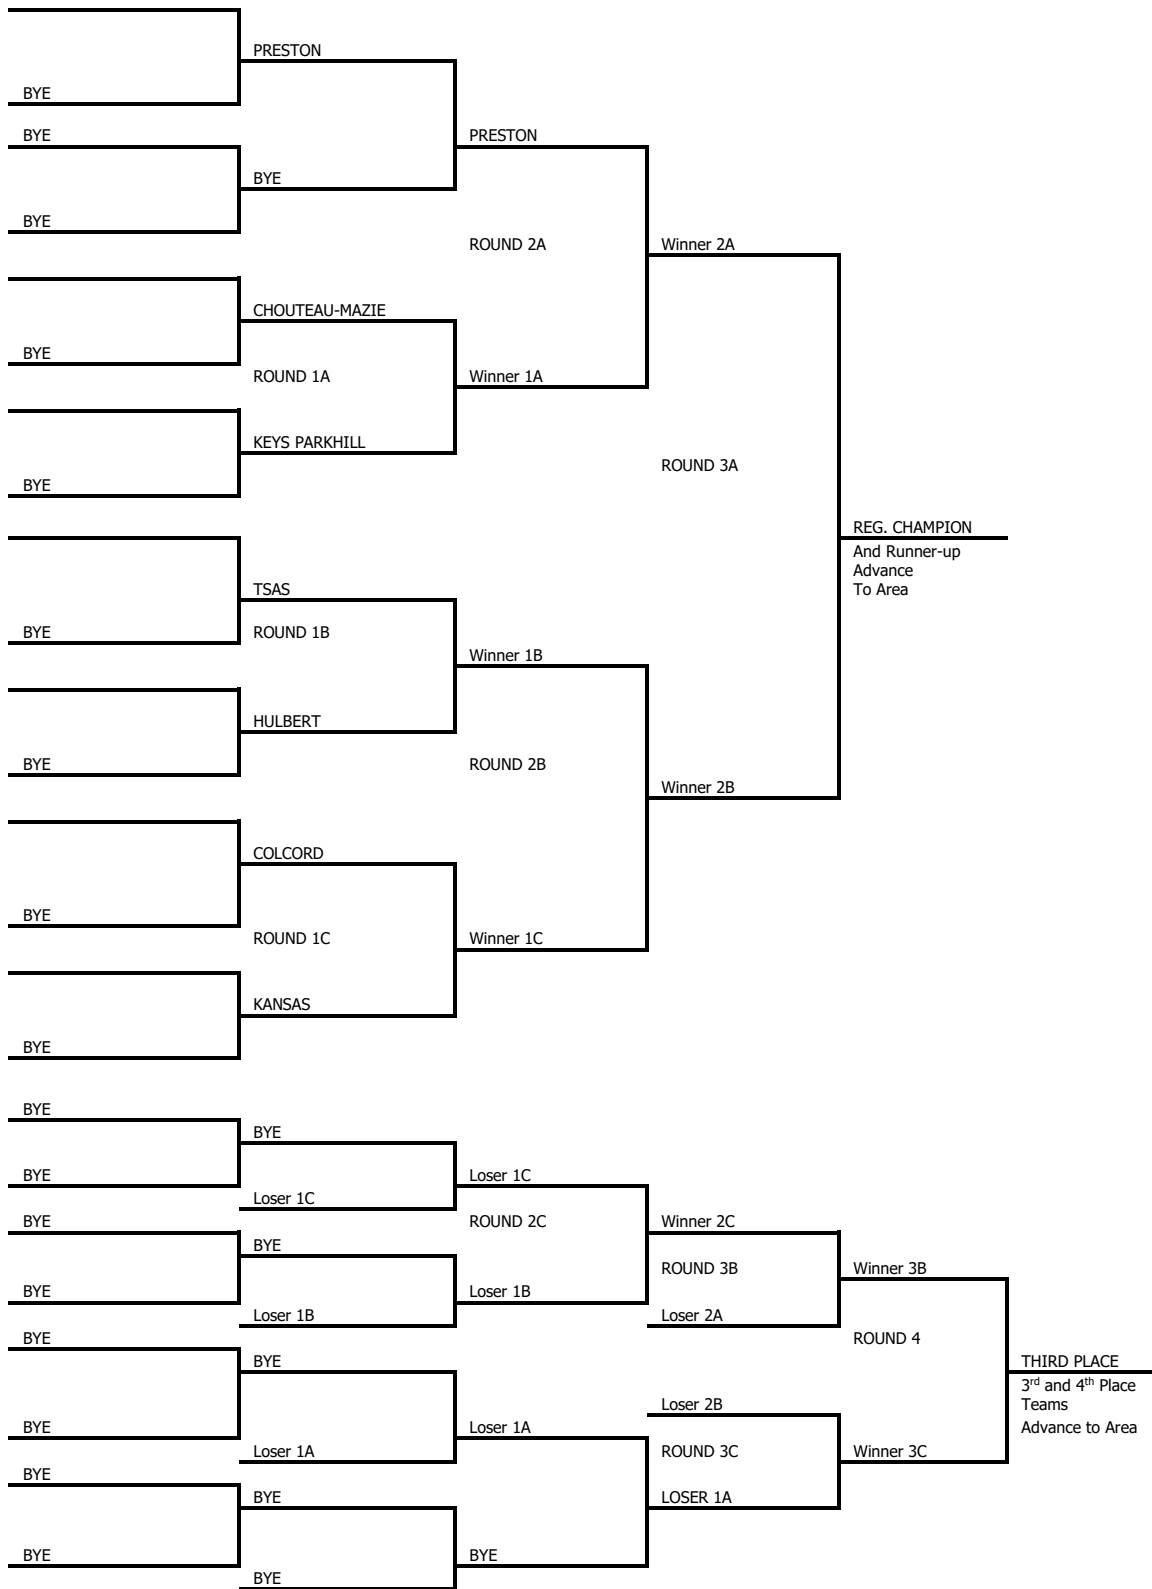 PRESTON
BYE
BYE
PRESTON
BYE
BYE
ROUND 2A
Winner 2A
CHOUTEAU-MAZIE
BYE
ROUND 1A
Winner 1A
KEYS PARKHILL
ROUND 3A
BYE
REG. CHAMPION
And Runner-up
Advance
To Area
TSAS
BYE
ROUND 1B
Winner 1B
HULBERT
BYE
ROUND 2B
Winner 2B
COLCORD
BYE
ROUND 1C
Winner 1C
KANSAS
BYE
BYE
BYE
BYE
Loser 1C
Loser 1C
BYE
ROUND 2C
Winner 2C
BYE
ROUND 3B
Winner 3B
BYE
Loser 1B
Loser 1B
Loser 2A
BYE
ROUND 4
BYE
THIRD PLACE
3rd and 4th Place
Teams
Advance to Area
Loser 2B
BYE
Loser 1A
Loser 1A
ROUND 3C
Winner 3C
BYE
BYE
LOSER 1A
BYE
BYE
BYE